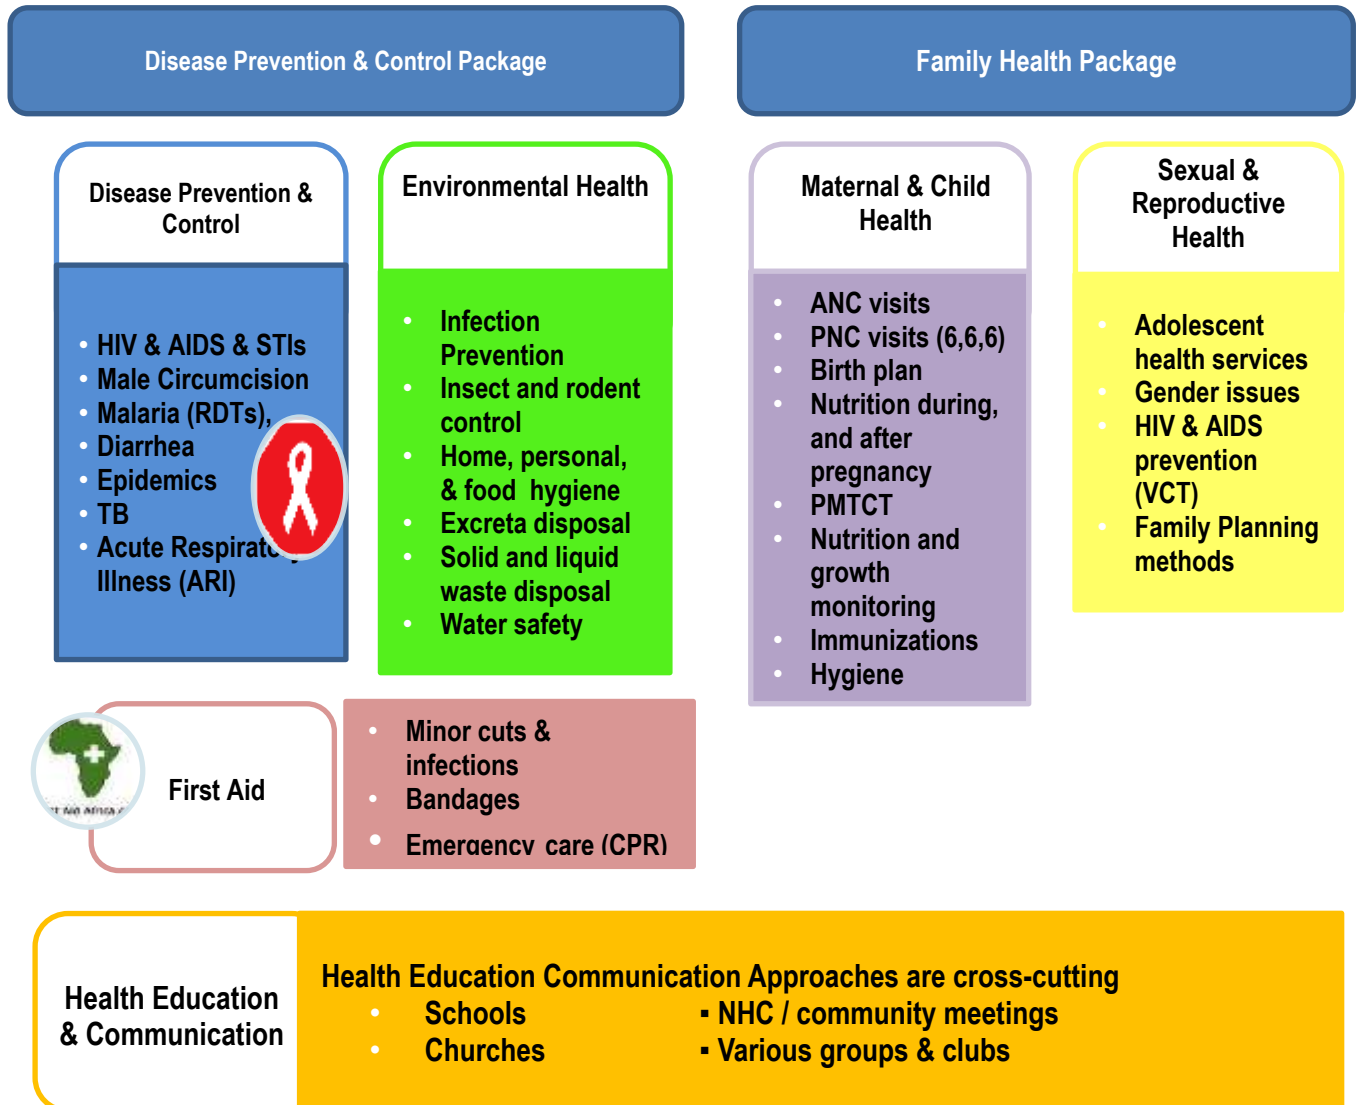 Disease Prevention & Control Package
Family Health Package
Disease Prevention &
Control
• HIV & AIDS & STIs
• Male Circumcision
• Malaria (RDTs),
• Diarrhea
• Epidemics
• TB
• Acute Respiratory
Illness (ARI)
Environmental Health
• Infection
Prevention
• Insect and rodent
control
• Home, personal,
& food hygiene
• Excreta disposal
• Solid and liquid
waste disposal
• Water safety
Maternal & Child
Health
• ANC visits
• PNC visits (6,6,6)
• Birth plan
• Nutrition during,
and after
pregnancy
• PMTCT
• Nutrition and
growth
monitoring
• Immunizations
• Hygiene
Sexual &
Reproductive
Health
• Adolescent
health services
• Gender issues
• HIV & AIDS
prevention
(VCT)
• Family Planning
methods
First Aid
• Minor cuts &
infections
• Bandages
• Emergency care (CPR)
Health Education
& Communication
Health Education Communication Approaches are cross-cutting
• Schools ▪ NHC / community meetings
• Churches ▪ Various groups & clubs